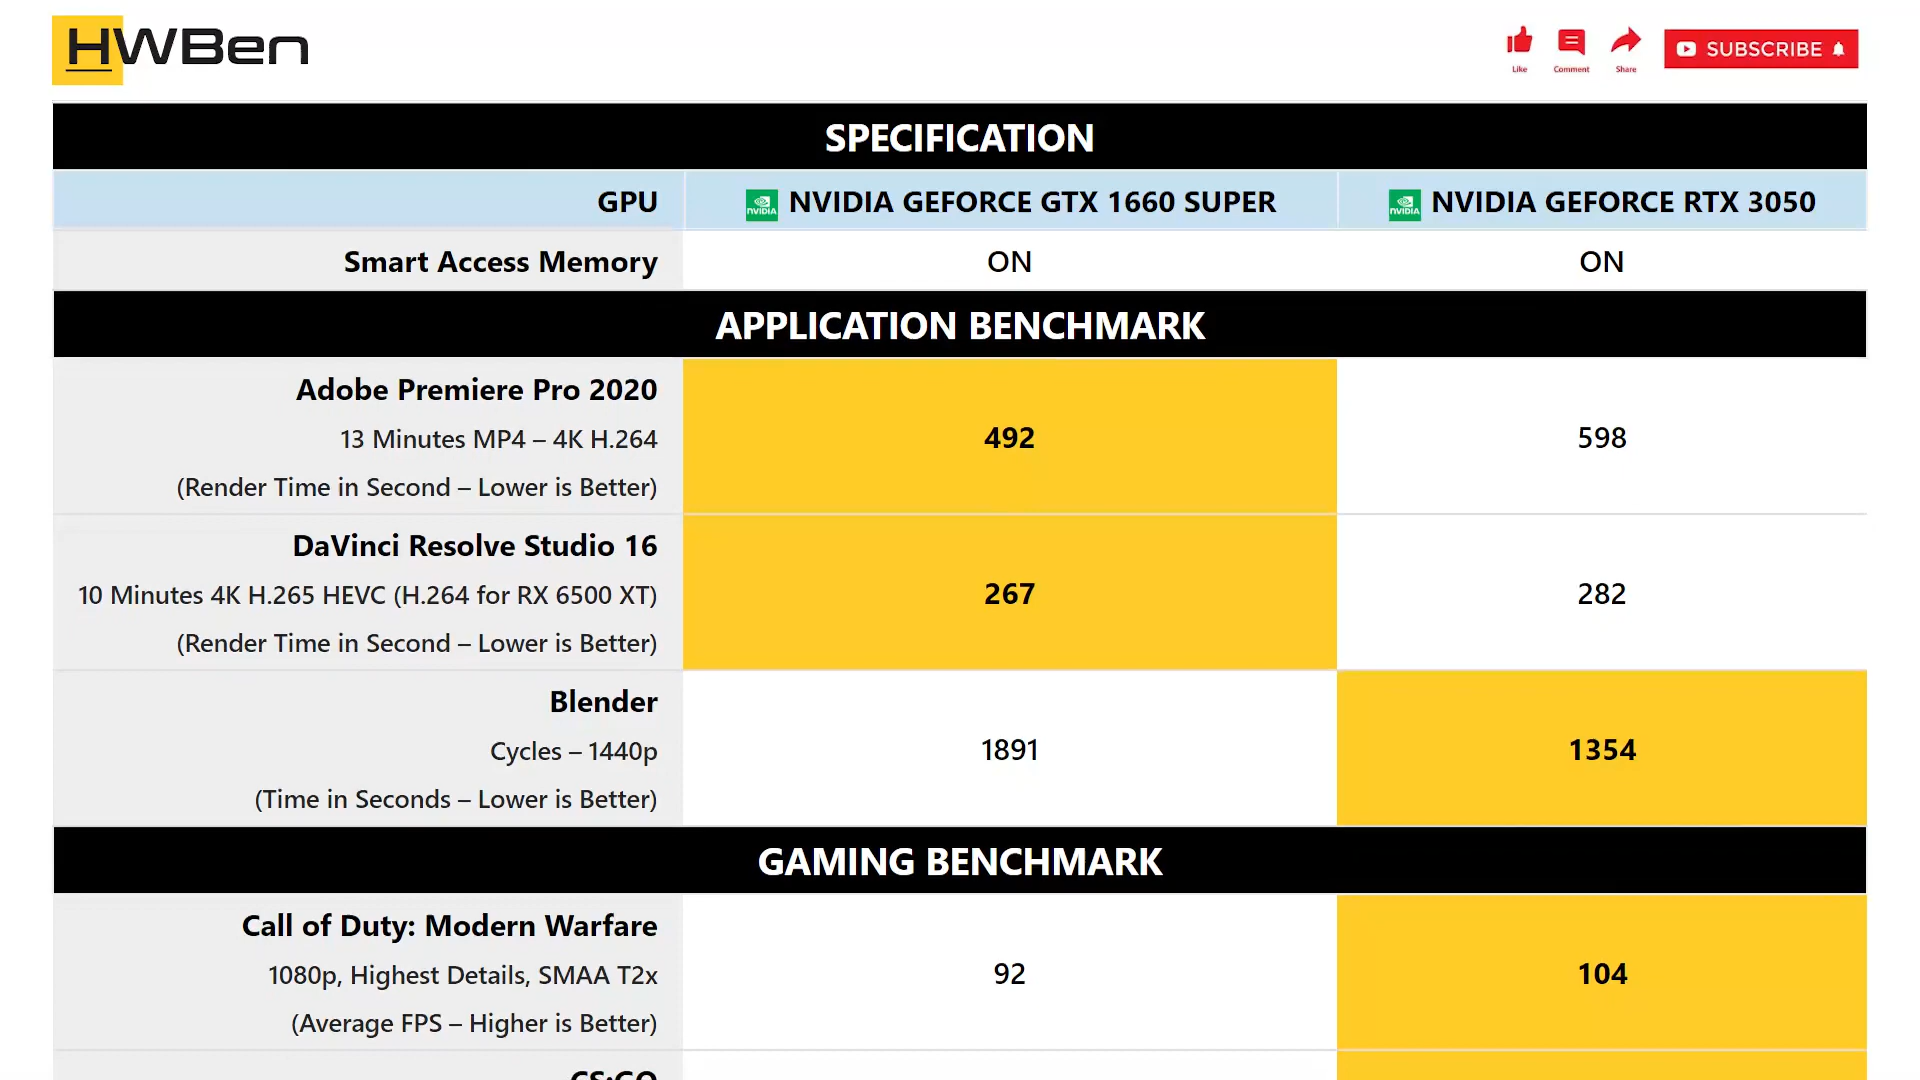 HWBen
Like
Comment
Share
SUBSCRIBE
SPECIFICATION
GPU
NVIDIA
NVIDIA GEFORCE GTX 1660 SUPER
NVIDIA
NVIDIA GEFORCE RTX 3050
Smart Access Memory
ON
ON
APPLICATION BENCHMARK
Adobe Premiere Pro 2020
13 Minutes MP4 – 4K H.264
(Render Time in Second – Lower is Better)
492
598
DaVinci Resolve Studio 16
10 Minutes 4K H.265 HEVC (H.264 for RX 6500 XT)
(Render Time in Second – Lower is Better)
267
282
Blender
Cycles – 1440p
(Time in Seconds – Lower is Better)
1891
1354
GAMING BENCHMARK
Call of Duty: Modern Warfare
1080p, Highest Details, SMAA T2x
(Average FPS – Higher is Better)
92
104
CS:GO